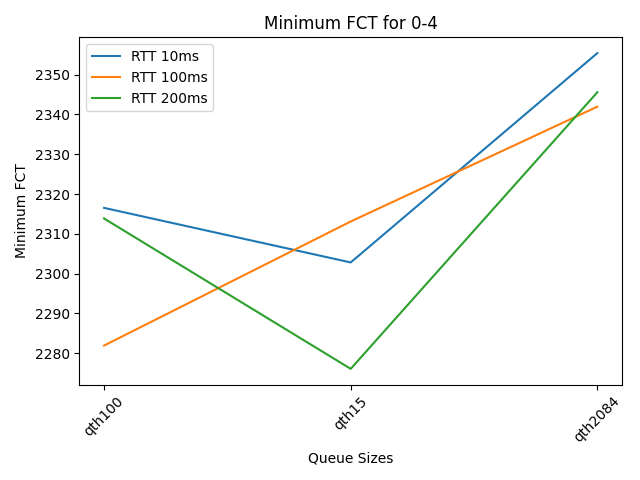 Minimum FCT for 0-4
RTT 10ms
RTT 100ms
RTT 200ms
Minimum FCT
2350
2340
2330
2320
2310
2300
2290
2280
qth100
qth15
qth2084
Queue Sizes